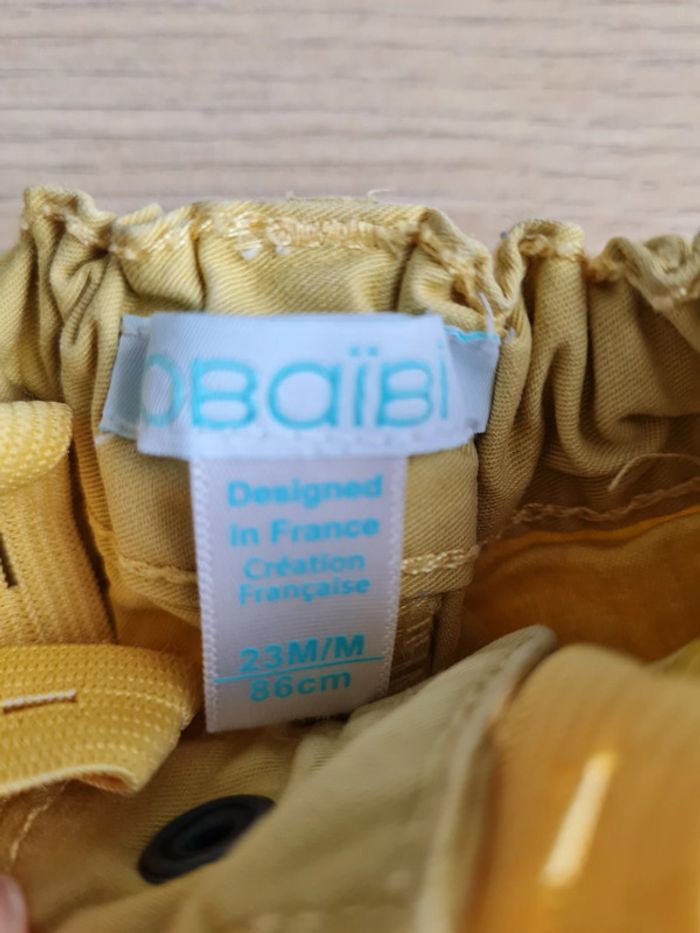 obaïbi
Designed
in France
Création
Française
23M/M
86cm